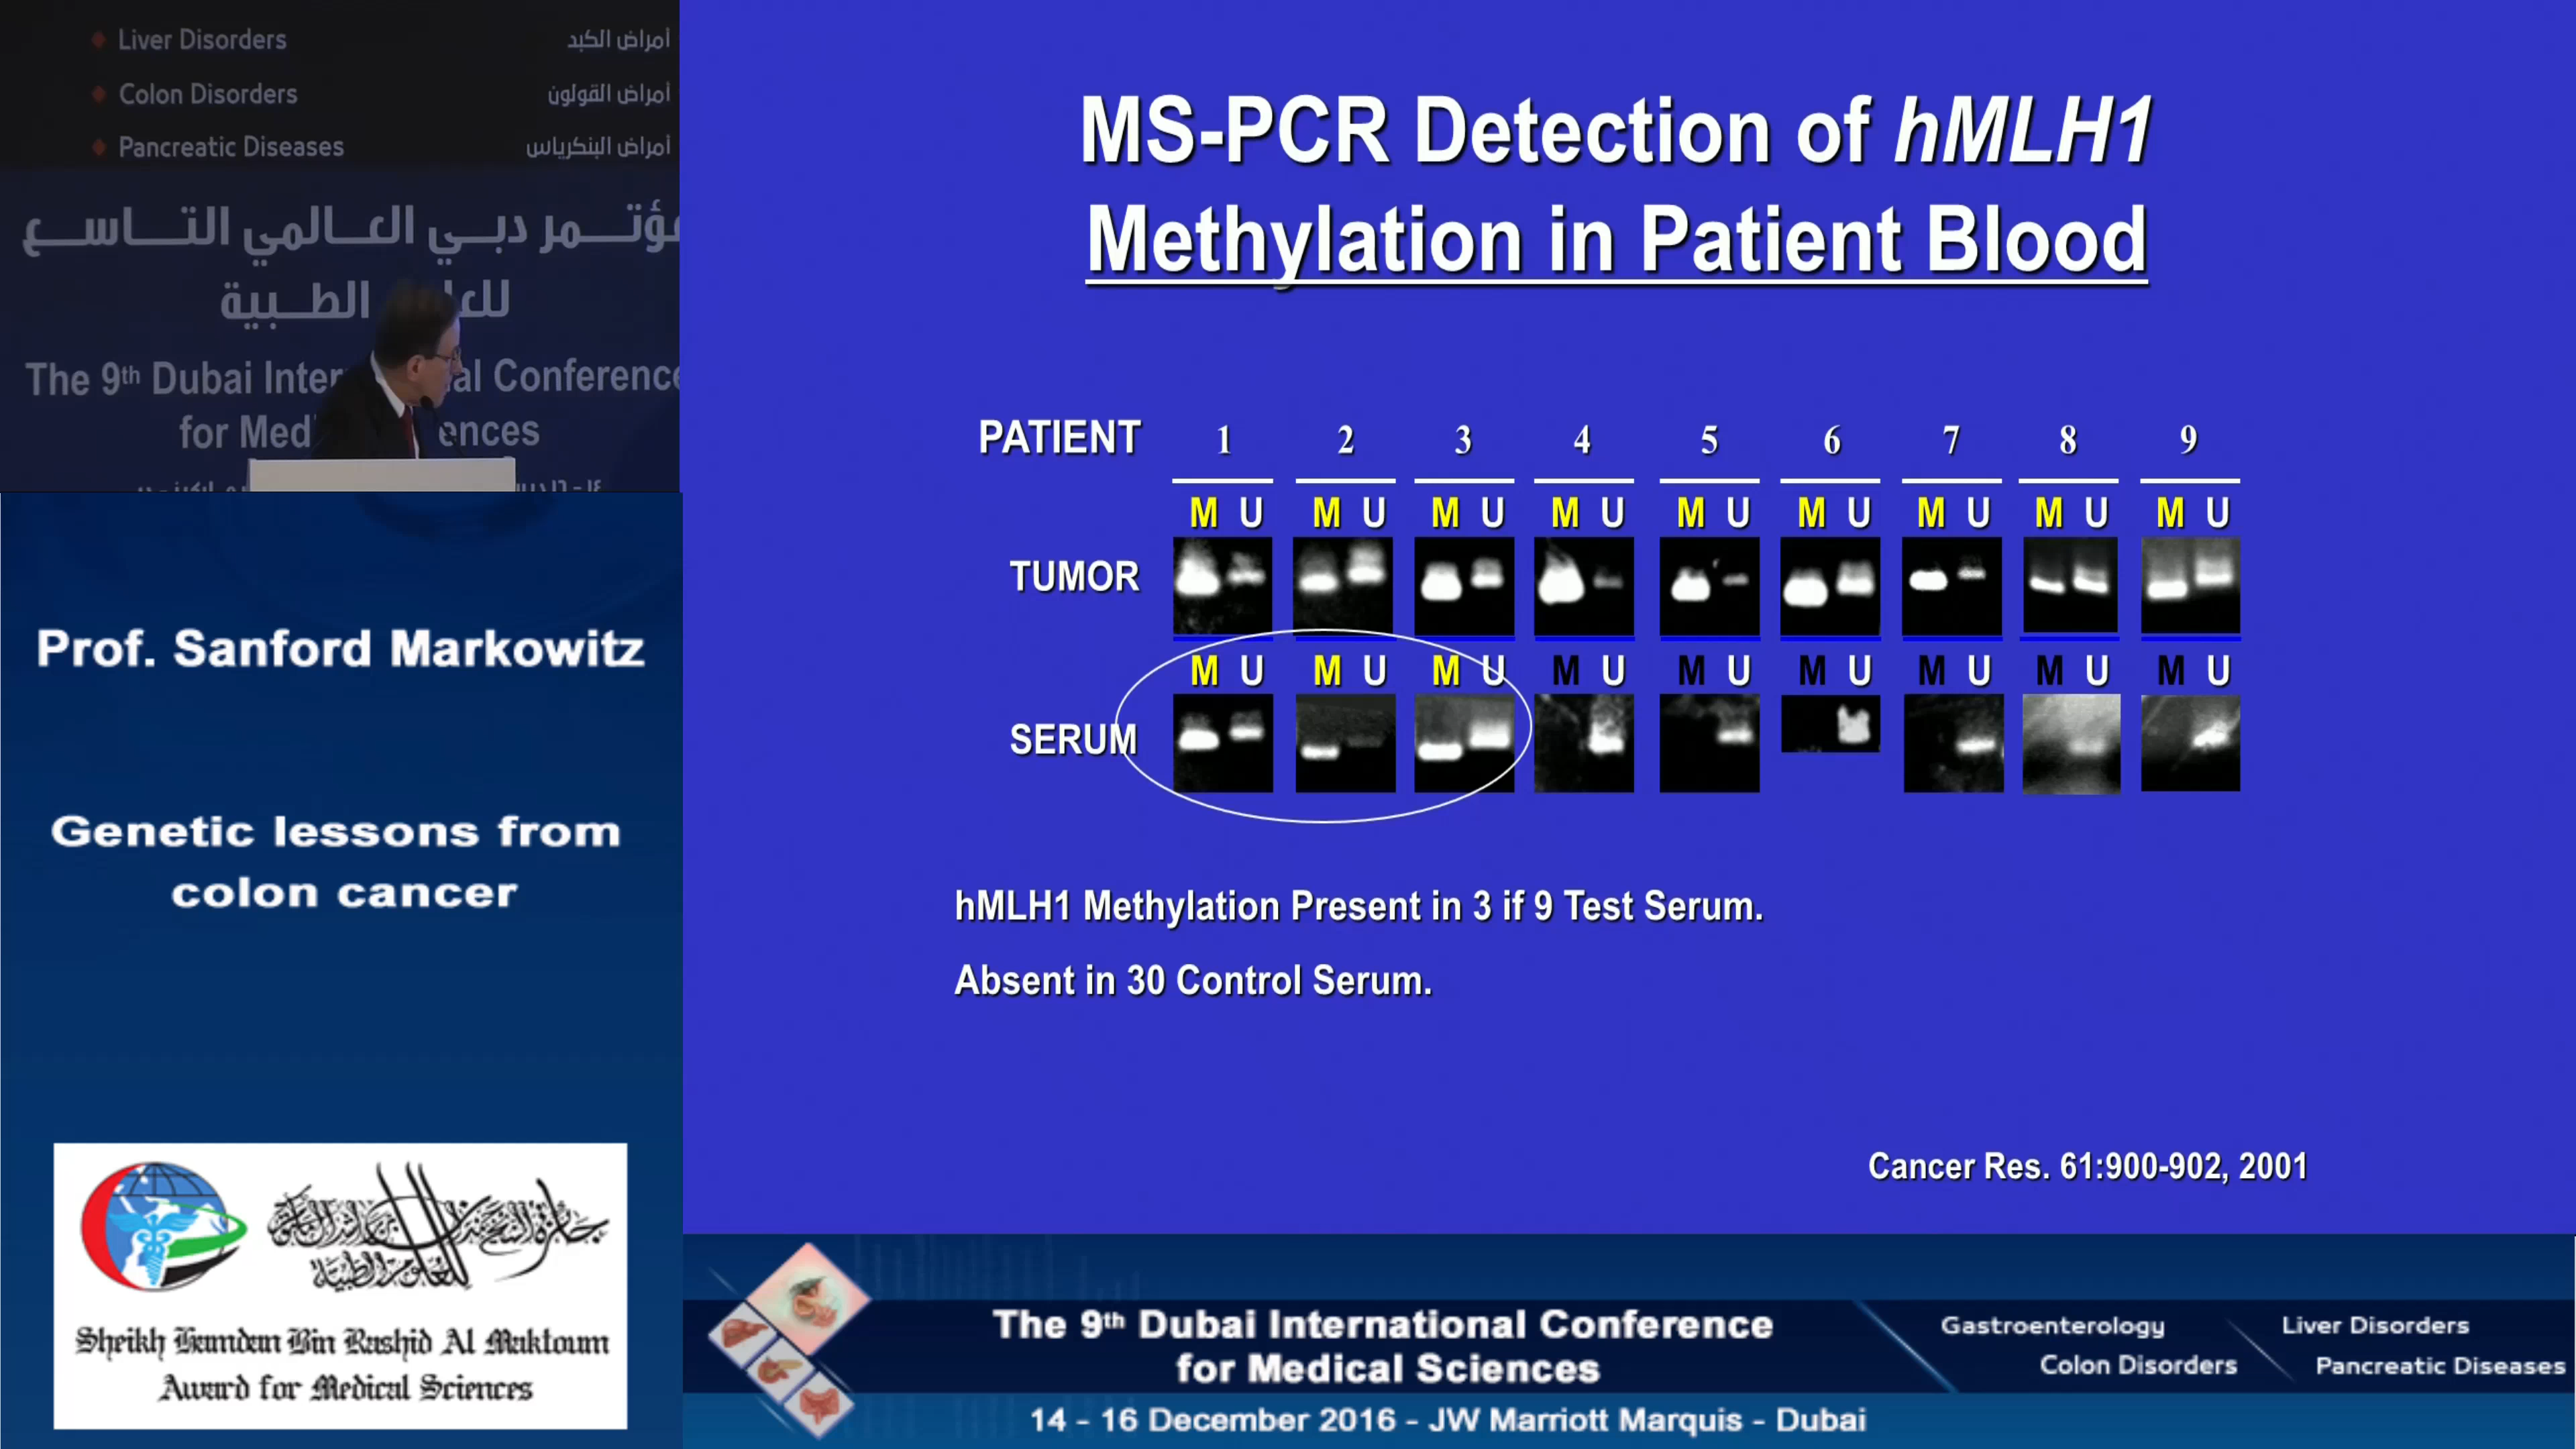 Liver Disorders أمراض الكبد
Colon Disorders أمراض القولون
Pancreatic Diseases أمراض البنكرياس
دبـــي العــالمي التـــاســـع
الطـــبية
The 9th Dubai Conference
for
Prof. Sanford Markowitz
Genetic lessons from
colon cancer
Sheikh Hamdan Bin Rashid Al Maktoum
Award for Medical Sciences
MS-PCR Detection of hMLH1
Methylation in Patient Blood
PATIENT 1 2 3 4 5 6 7 8 9
M U M U M U M U M U M U M U M U M U
TUMOR
M U M U M U M U M U M U M U M U M U
SERUM
hMLH1 Methylation Present in 3 if 9 Test Serum.
Absent in 30 Control Serum.
Cancer Res. 61:900-902, 2001
The 9th Dubai International Conference
for Medical Sciences
14 - 16 December 2016 - JW Marriott Marquis - Dubai
Gastroenterology Liver Disorders
Colon Disorders Pancreatic Diseases